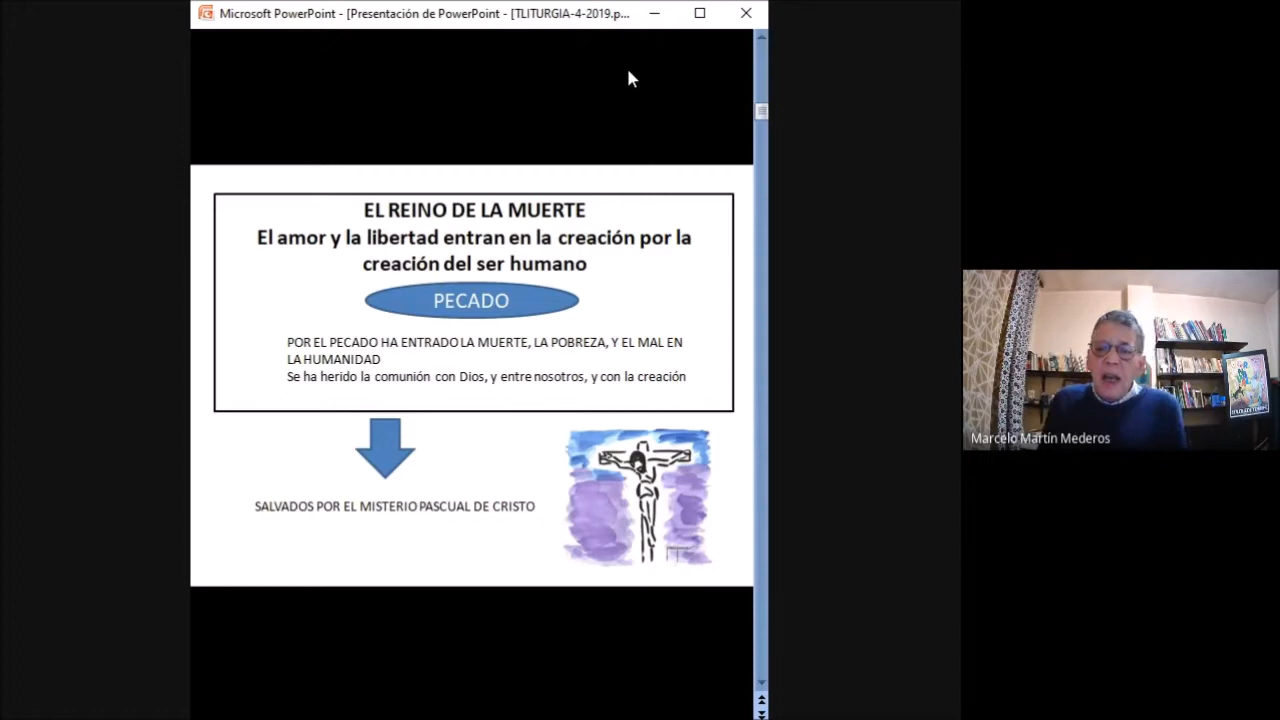 Microsoft PowerPoint - [Presentación de PowerPoint - [TLITURGIA-4-2019.p...
EL REINO DE LA MUERTE
El amor y la libertad entran en la creación por la
creación del ser humano
PECADO
POR EL PECADO HA ENTRADO LA MUERTE, LA POBREZA, Y EL MAL EN
LA HUMANIDAD
Se ha herido la comunión con Dios, y entre nosotros, y con la creación
SALVADOS POR EL MISTERIO PASCUAL DE CRISTO
Marcelo Martín Mederos